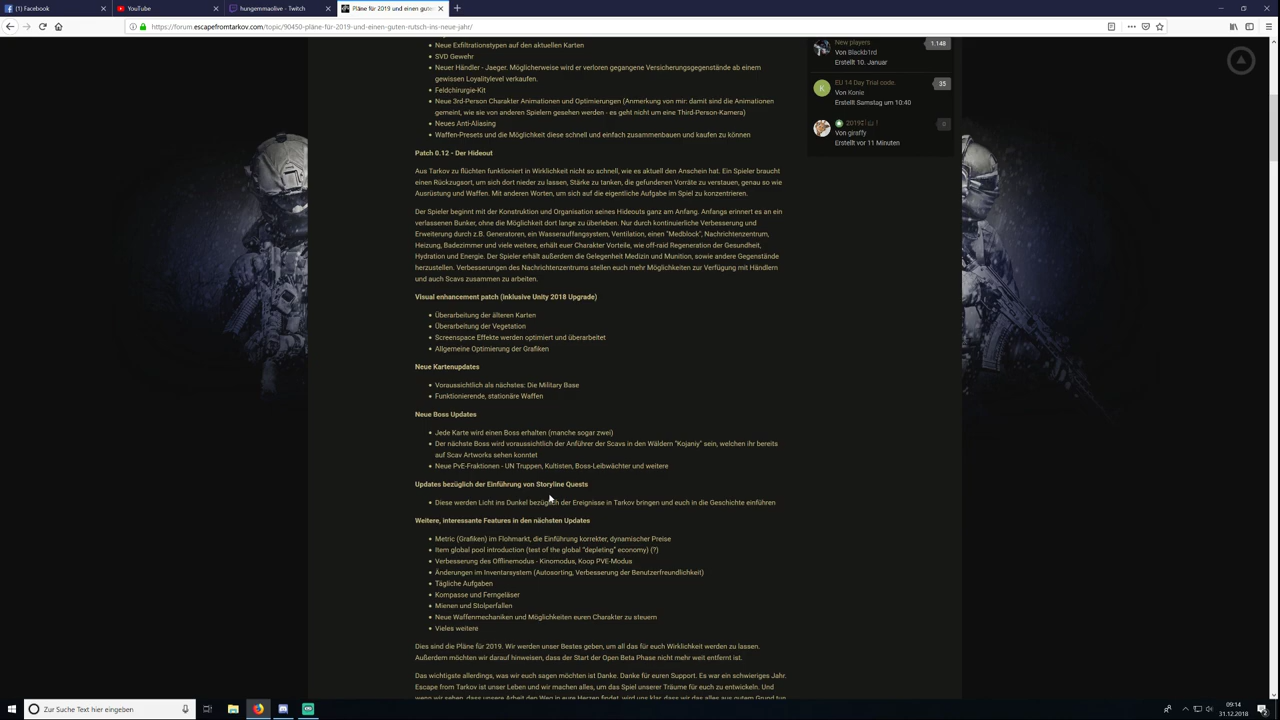 Facebook
YouTube
hungermmaolive - Twitch
Pläne für 2019 und einen guten
https://forum.escapefromtarkov.com/topic/90450-pläne-für-2019-und-einen-guten-rutsch-ins-neue-jahr/
Neue Exfiltrationstypen auf den aktuellen Karten
SVD Gewehr
Neuer Händler - Jaeger. Möglicherweise wird er verloren gegangene Versicherungsgegenstände ab einem
gewissen Loyalitylevel verkaufen.
Feldchirurgie-Kit
Neue 3rd-Person Charakter Animationen und Optimierungen (Anmerkung von mir: damit sind die Animationen
gemeint, wie sie von anderen Spielern gesehen werden - es geht nicht um eine Third-Person-Kamera)
Neues Anti-Aliasing
Waffen-Presets und die Möglichkeit diese schnell und einfach zusammenbauen und kaufen zu können
Patch 0.12 - Der Hideout
Aus Tarkov zu flüchten funktioniert in Wirklichkeit nicht so schnell, wie es aktuell den Anschein hat. Ein Spieler braucht
einen Rückzugsort, um sich dort nieder zu lassen, Stärke zu tanken, die gefundenen Vorräte zu verstauen, genau so wie
Ausrüstung und Waffen. Mit anderen Worten, um sich auf die eigentliche Aufgabe im Spiel zu konzentrieren.
Der Spieler beginnt mit der Konstruktion und Organisation seines Hideouts ganz am Anfang. Anfangs erinnert es an ein
verlassenen Bunker, ohne die Möglichkeit dort lange zu überleben. Nur durch kontinuierliche Verbesserung und
Erweiterung durch z.B. Generatoren, ein Wasserauffangsystem, Ventilation, einen "Medblock", Nachrichtenzentrum,
Heizung, Badezimmer und viele weitere, erhält euer Charakter Vorteile, wie off-raid Regeneration der Gesundheit,
Hydration und Energie. Der Spieler erhält außerdem die Gelegenheit Medizin und Munition, sowie andere Gegenstände
herzustellen. Verbesserungen des Nachrichtenzentrums stellen euch mehr Möglichkeiten zur Verfügung mit Händlern
und auch Scavs zusammen zu arbeiten.
Visual enhancement patch (inklusive Unity 2018 Upgrade)
Überarbeitung der älteren Karten
Überarbeitung der Vegetation
Screenspace Effekte werden optimiert und überarbeitet
Allgemeine Optimierung der Grafiken
Neue Kartenupdates
Voraussichtlich als nächstes: Die Military Base
Funktionierende, stationäre Waffen
Neue Boss Updates
Jede Karte wird einen Boss erhalten (manche sogar zwei)
Der nächste Boss wird voraussichtlich der Anführer der Scavs in den Wäldern "Kojaniy" sein, welchen ihr bereits
auf Scav Artworks sehen konntet
Neue PvE-Fraktionen - UN Truppen, Kultisten, Boss-Leibwächter und weitere
Updates bezüglich der Einführung von Storyline Quests
Diese werden Licht ins Dunkel bezüglich der Ereignisse in Tarkov bringen und euch in die Geschichte einführen
Weitere, interessante Features in den nächsten Updates
Metric (Grafiken) im Flohmarkt, die Einführung korrekter, dynamischer Preise
Item global pool introduction (test of the global "depleting" economy) (?)
Verbesserung des Offlinemodus - Kinomodus, Koop PVE-Modus
Änderungen im Inventarsystem (Autosorting, Verbesserung der Benutzerfreundlichkeit)
Tägliche Aufgaben
Kompasse und Ferngeläser
Mienen und Stolperfallen
Neue Waffenmechaniken und Möglichkeiten euren Charakter zu steuern
Vieles weitere
Dies sind die Pläne für 2019. Wir werden unser Bestes geben, um all das für euch Wirklichkeit werden zu lassen.
Außerdem möchten wir darauf hinweisen, dass der Start der Open Beta Phase nicht mehr weit entfernt ist.
Das wichtigste allerdings, was wir euch sagen möchten ist Danke. Danke für euren Support. Es war ein schwieriges Jahr.
Escape from Tarkov ist unser Leben und wir machen alles, um das Spiel unserer Träume für euch zu entwickeln. Und
New players
1.148
Von Blackb1rd
Erstellt 10. Januar
K
EU 14 Day Trial code.
35
Von Konie
Erstellt Samstag um 10:40
Von giraffy
Erstellt vor 11 Minuten
Zur Suche Text hier eingeben
09:14
31.12.2018
2